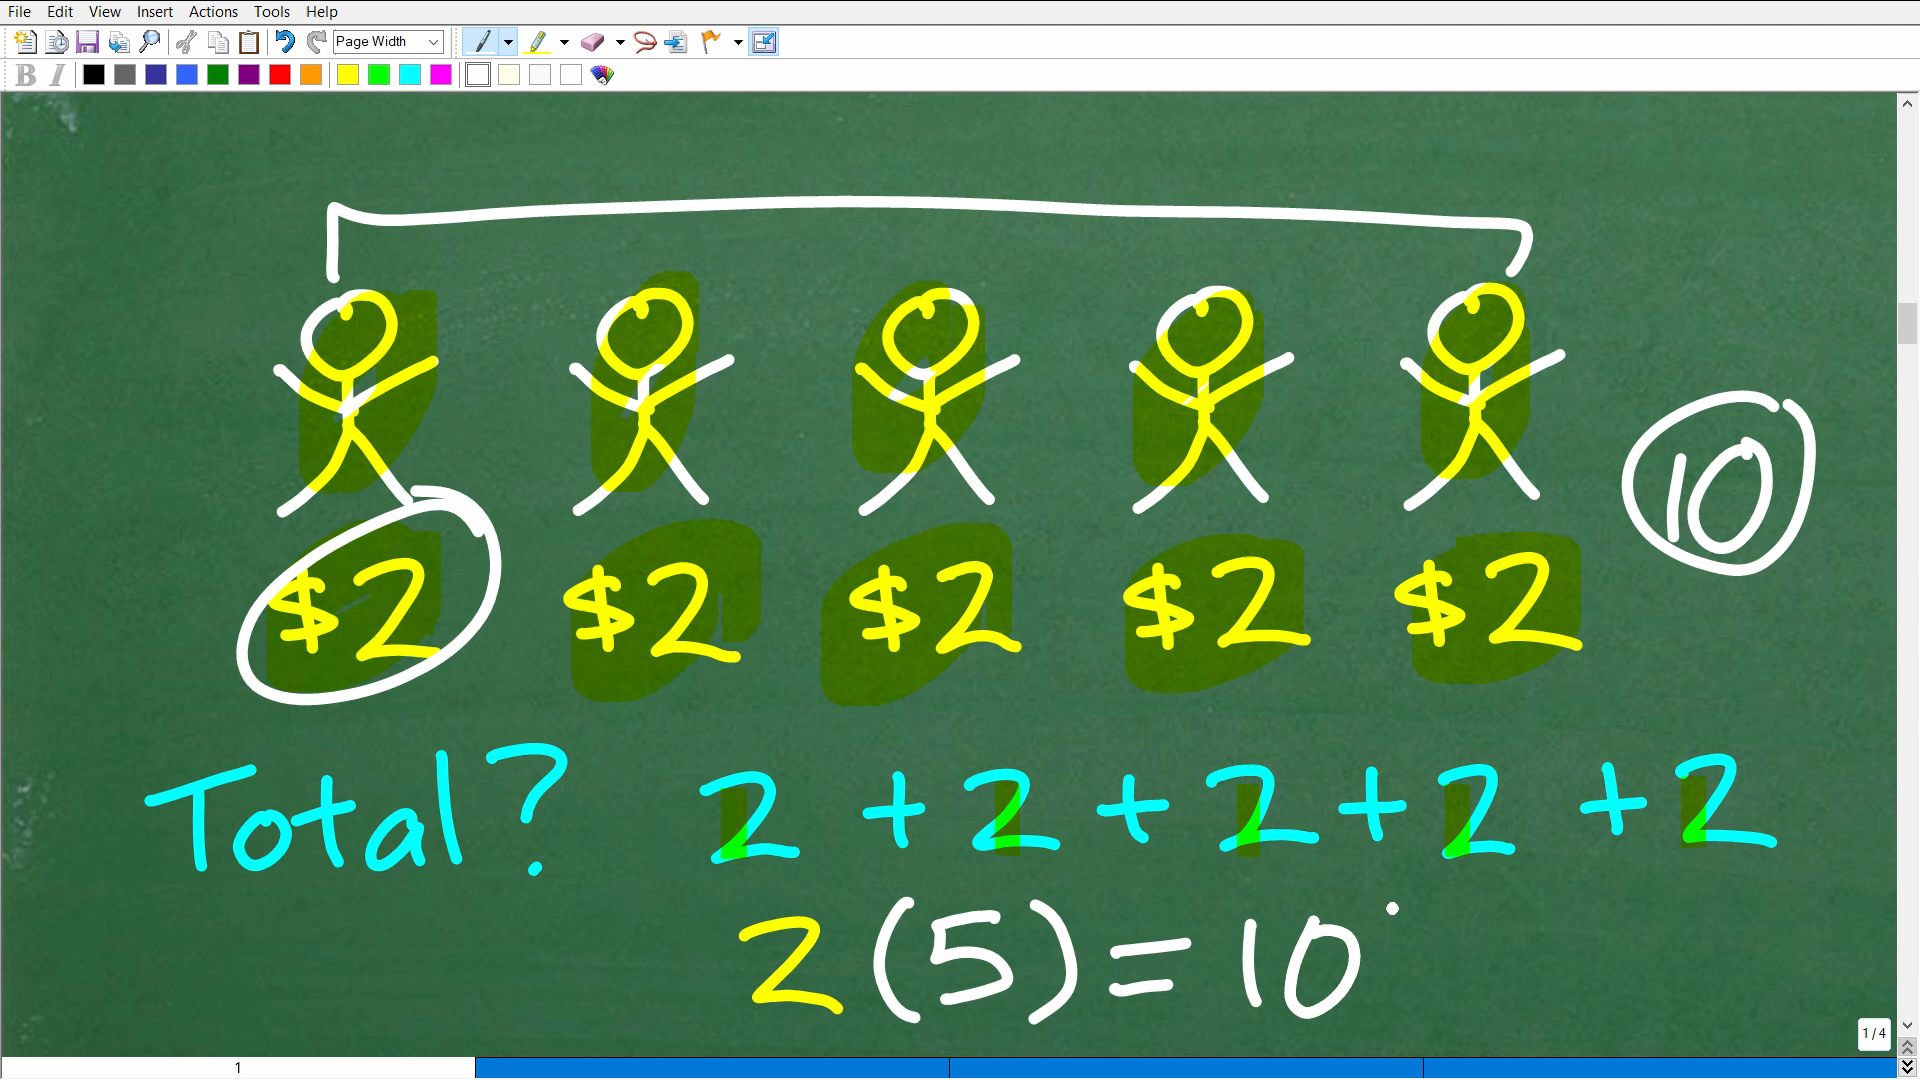 File Edit View Insert Actions Tools Help
Page Width
B I
10
$2 $2 $2 $2 $2
Total? 2 + 2 + 2 + 2 + 2
2 (5) = 10
1 / 4
1